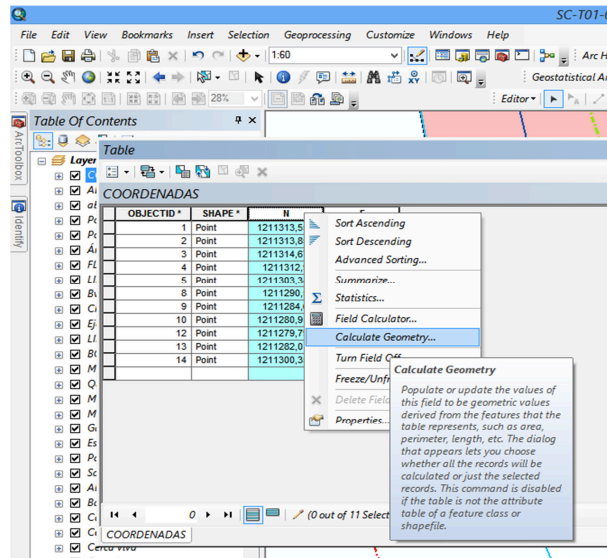 SC-T01-
File Edit View Bookmarks Insert Selection Geoprocessing Customize Windows Help
1:60
Arc H
28%
Geostatistical An
Editor
Table Of Contents
ArcToolbox
Identify
Layer
Table
COORDENADAS
OBJECTID * SHAPE * N
1 Point 1211313,5
2 Point 1211313,8
3 Point 1211314,6
4 Point 1211312,
5 Point 1211303,3
8 Point 1211290,
9 Point 1211284,
10 Point 1211280,9
12 Point 1211279,7
13 Point 1211282,0
14 Point 1211300,3
Sort Ascending
Sort Descending
Advanced Sorting...
Summarize...
Statistics...
Field Calculator...
Calculate Geometry...
Turn Field Off
Freeze/Unfr
Delete Field
Properties...
Calculate Geometry
Populate or update the values of
this field to be geometric values
derived from the features that the
table represents, such as area,
perimeter, length, etc. The dialog
that appears lets you choose
whether all the records will be
calculated or just the selected
records. This command is disabled
if the table is not the attribute
table of a feature class or
shapefile.
0
(0 out of 11 Select
COORDENADAS
Cerca viva